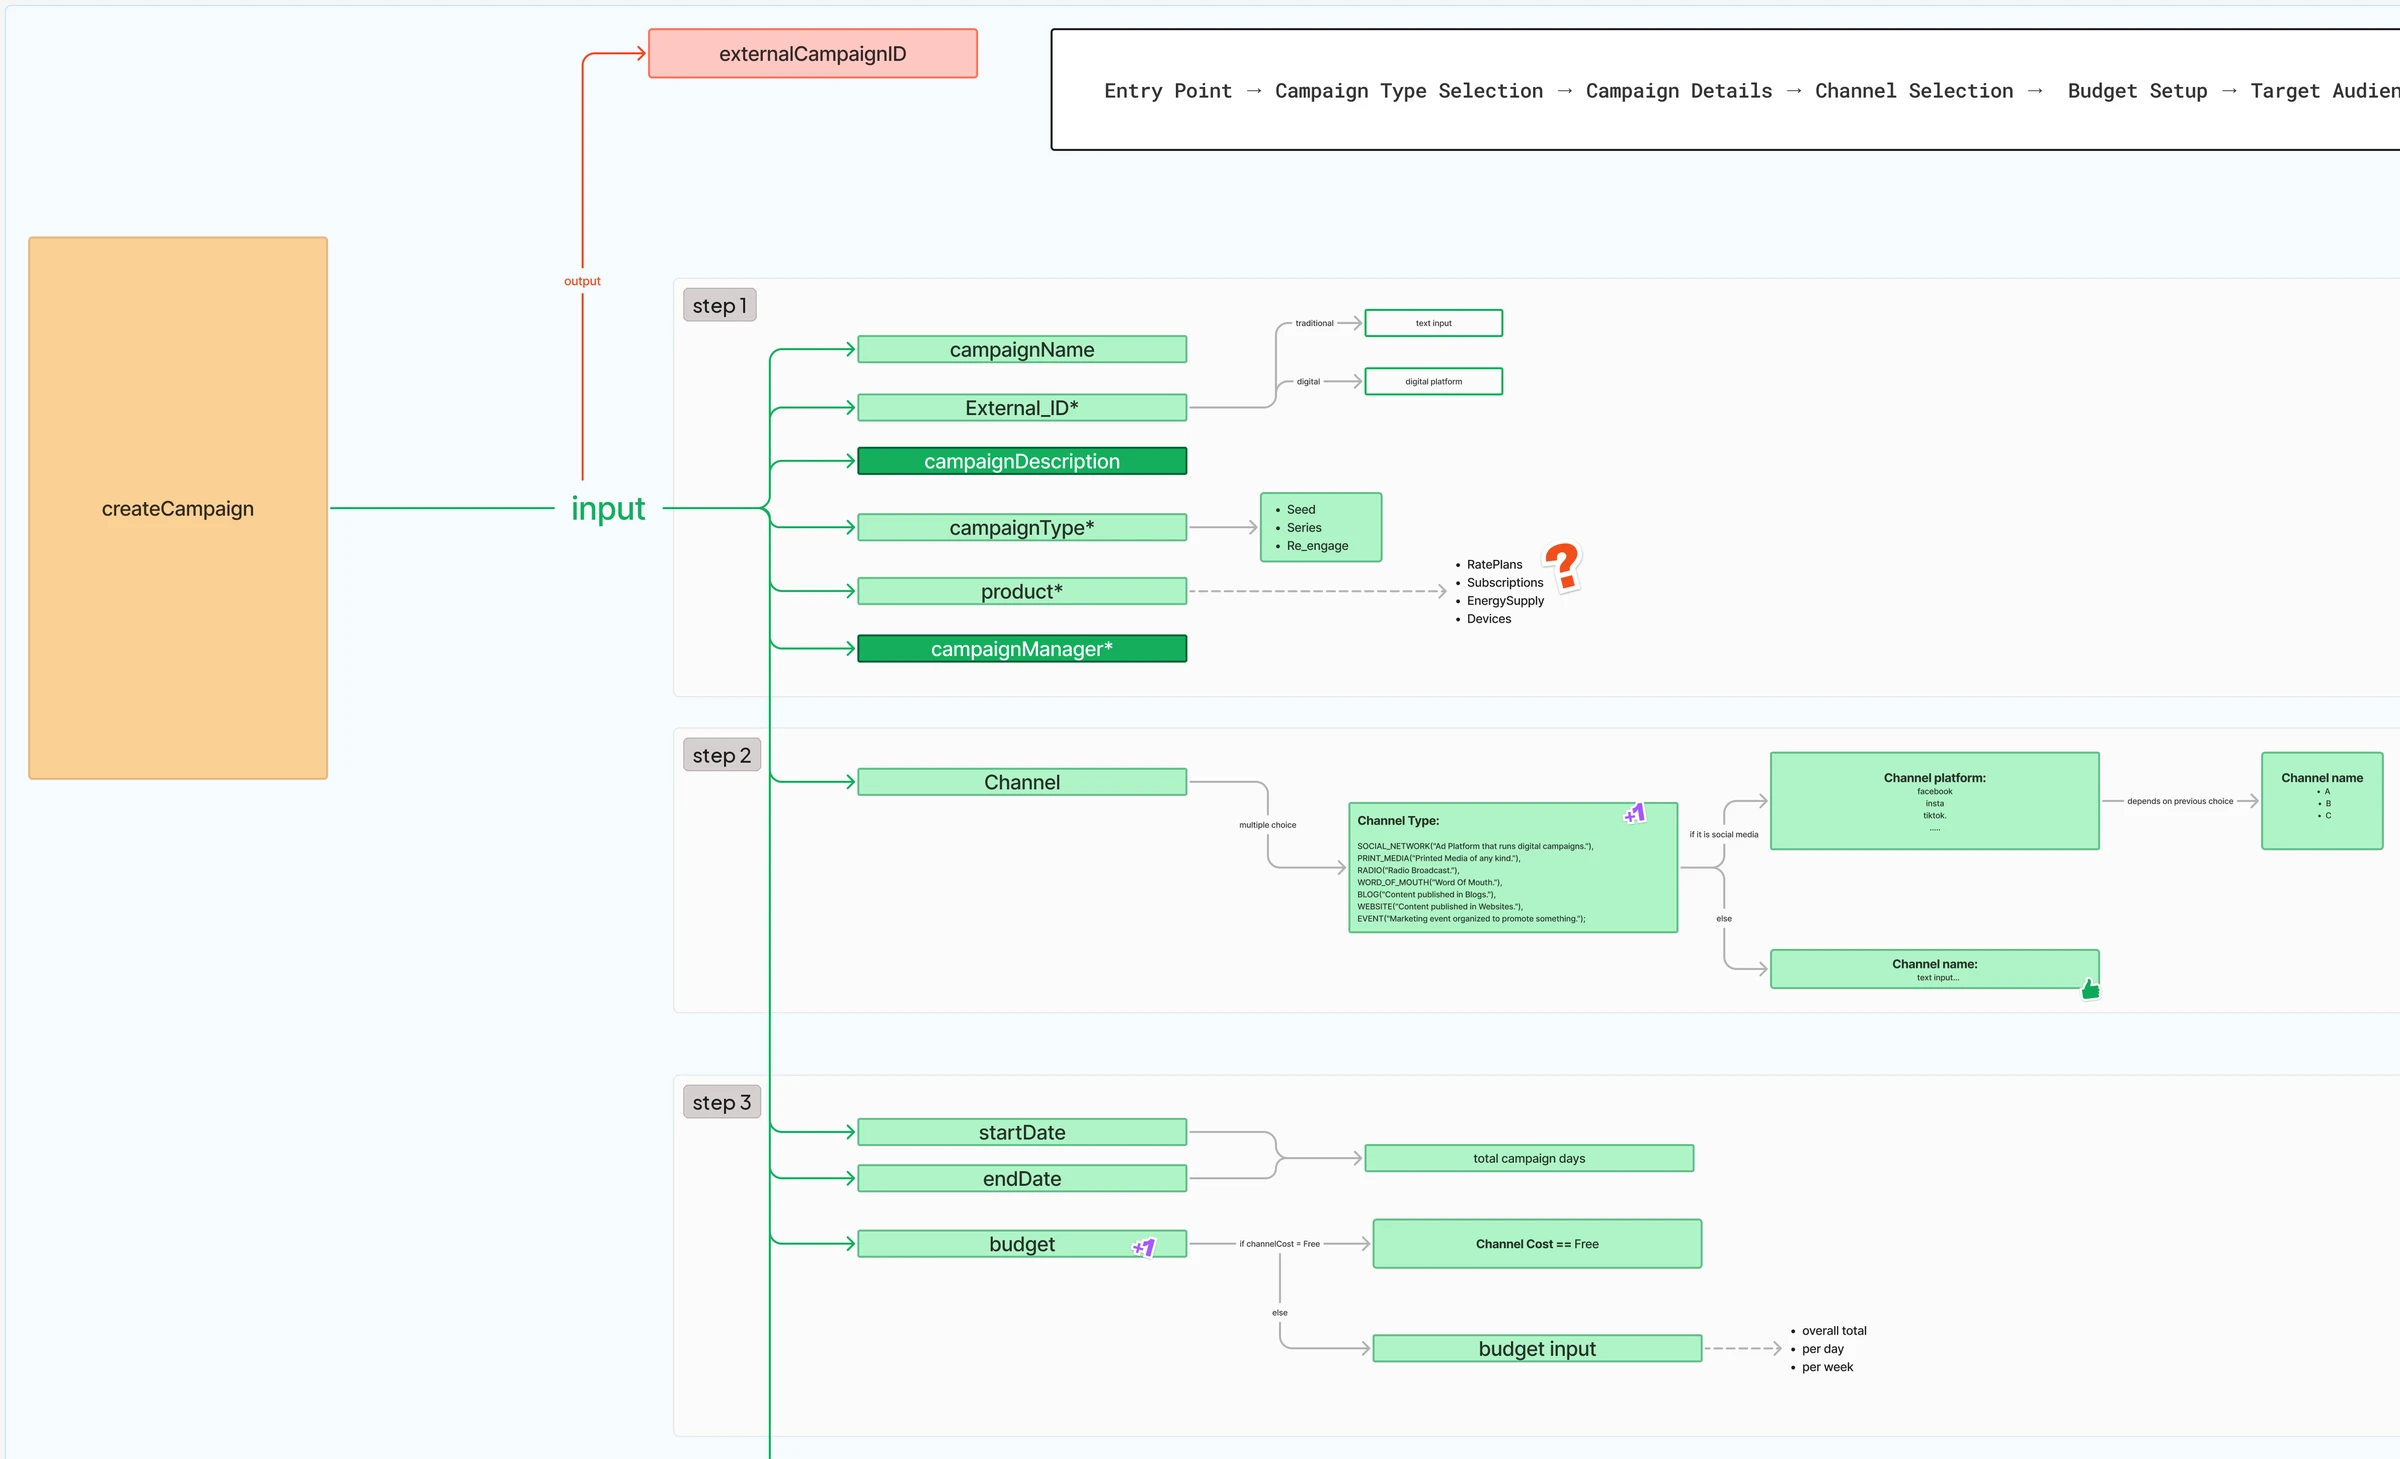 externalCampaignID
Entry Point → Campaign Type Selection → Campaign Details → Channel Selection → Budget Setup → Target Audien
output
createCampaign
input
step 1
campaignName
External_ID*
traditional
text input
digital
digital platform
campaignDescription
campaignType*
• Seed
• Series
• Re_engage
product*
• RatePlans
• Subscriptions
• EnergySupply
• Devices
?
campaignManager*
step 2
Channel
multiple choice
+1
Channel Type:
SOCIAL_NETWORK("Ad Platform that runs digital campaigns."),
PRINT_MEDIA("Printed Media of any kind."),
RADIO("Radio Broadcast."),
WORD_OF_MOUTH("Word Of Mouth."),
BLOG("Content published in Blogs."),
WEBSITE("Content published in Websites."),
EVENT("Marketing event organized to promote something.");
if it is social media
Channel platform:
facebook
insta
tiktok.
.....
depends on previous choice
Channel name
• A
• B
• C
else
Channel name:
text input...
step 3
startDate
endDate
total campaign days
budget
+1
if channelCost = Free
Channel Cost == Free
else
budget input
• overall total
• per day
• per week